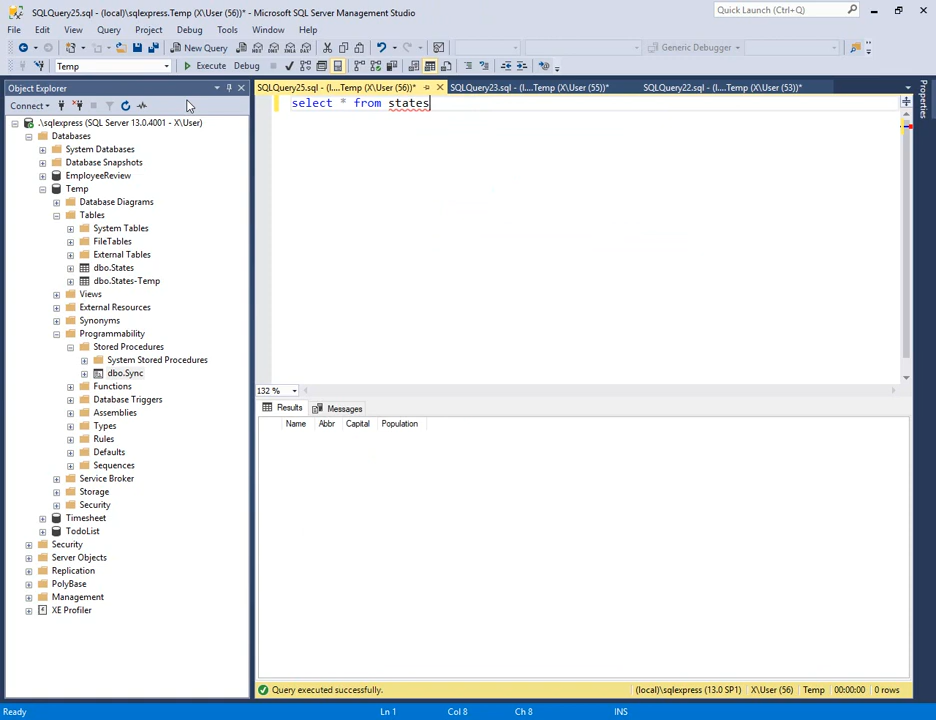 SQLQuery25.sql - (local)\sqlexpress.Temp (X\User (56))* - Microsoft SQL Server Management Studio
Quick Launch (Ctrl+Q)
File Edit View Query Project Debug Tools Window Help
New Query
Generic Debugger
Temp
Execute Debug
Object Explorer
SQLQuery25.sql - (l....Temp (X\User (56))* SQLQuery23.sql - (l....Temp (X\User (55))* SQLQuery22.sql - (l....Temp (X\User (53))*
Properties
Connect
select * from states
.\sqlexpress (SQL Server 13.0.4001 - X\User)
Databases
System Databases
Database Snapshots
EmployeeReview
Temp
Database Diagrams
Tables
System Tables
FileTables
External Tables
dbo.States
dbo.States-Temp
Views
External Resources
Synonyms
Programmability
Stored Procedures
System Stored Procedures
dbo.Sync
Functions
Database Triggers
Assemblies
Types
Rules
Defaults
Sequences
Service Broker
Storage
Security
Timesheet
TodoList
Security
Server Objects
Replication
PolyBase
Management
XE Profiler
132 %
Results Messages
Name Abbr Capital Population
Query executed successfully.
(local)\sqlexpress (13.0 SP1) X\User (56) Temp 00:00:00 0 rows
Ready
Ln 1 Col 8 Ch 8 INS